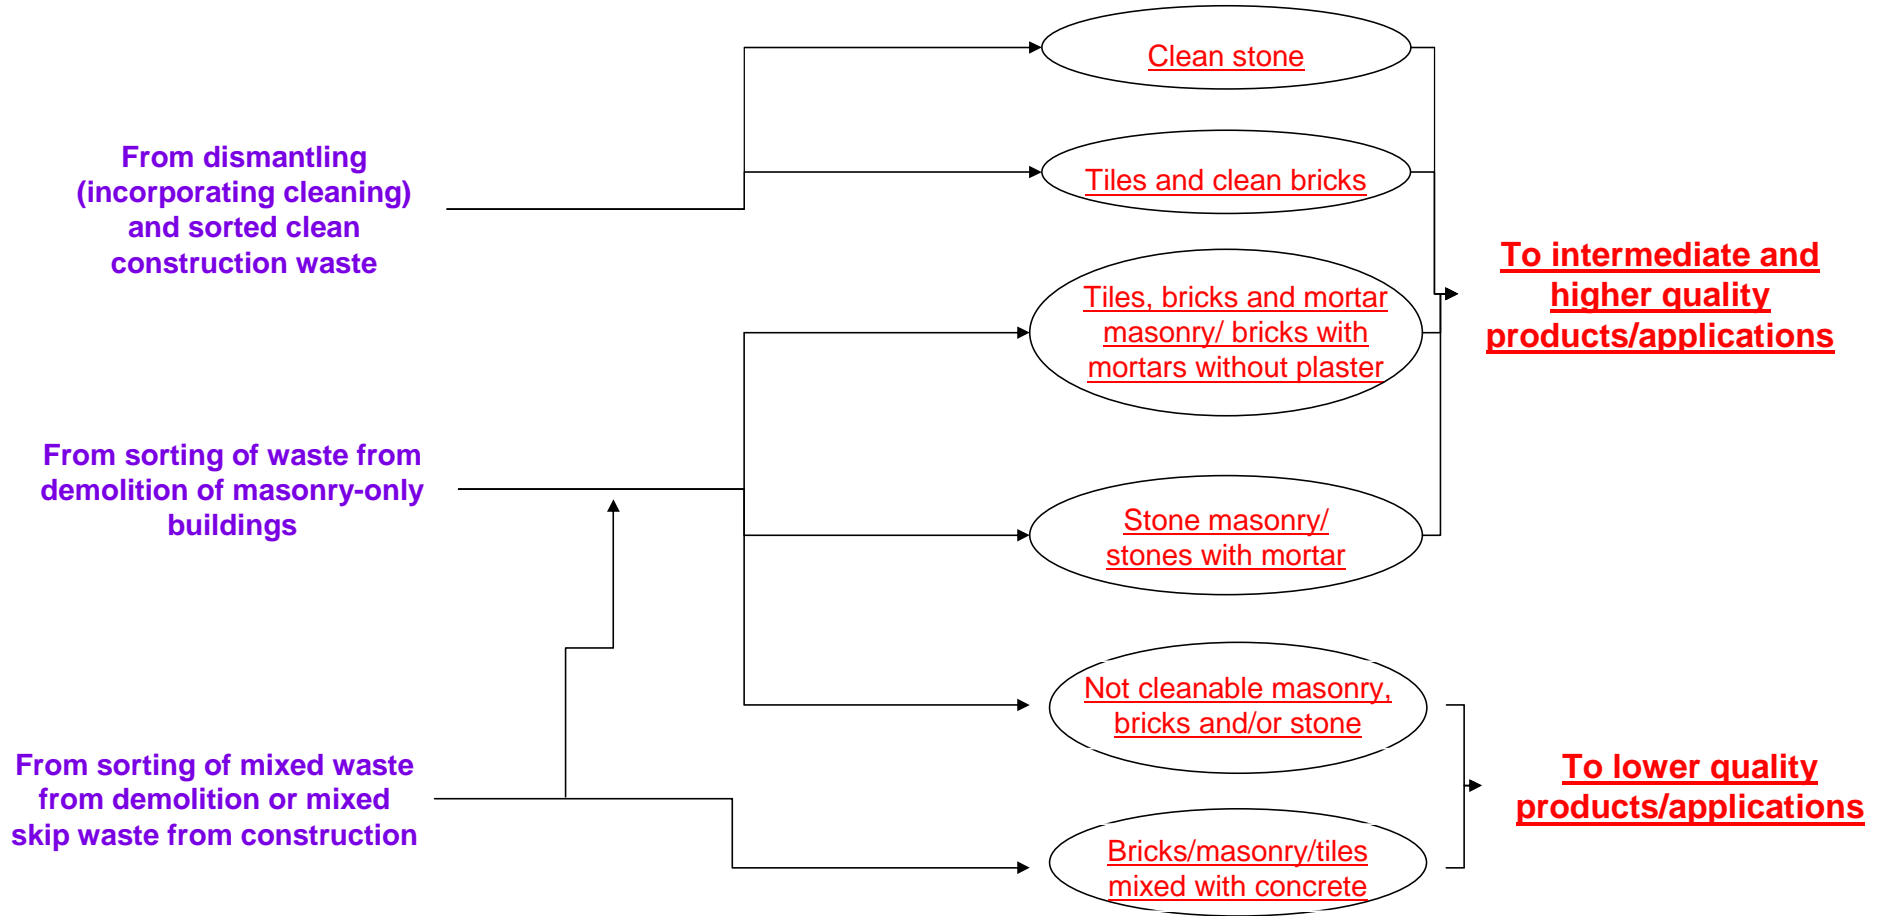 Clean stone
From dismantling
(incorporating cleaning)
and sorted clean
construction waste
Tiles and clean bricks
Tiles, bricks and mortar
masonry/ bricks with
mortars without plaster
To intermediate and
higher quality
products/applications
From sorting of waste from
demolition of masonry-only
buildings
Stone masonry/
stones with mortar
Not cleanable masonry,
bricks and/or stone
From sorting of mixed waste
from demolition or mixed
skip waste from construction
To lower quality
products/applications
Bricks/masonry/tiles
mixed with concrete